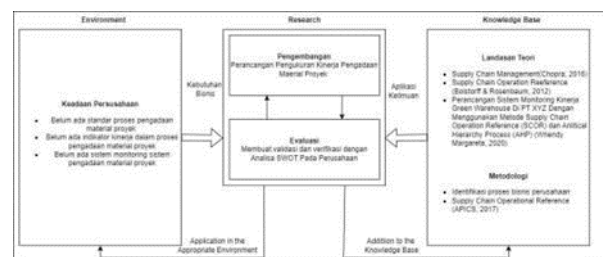 Environment
Research
Knowledge Base
Keadaan Persusahaan
Belum ada standar proses pengadaan
material proyek
Belum ada indikator kinerja dalam proses
pengadaan material proyek
Belum ada sistem monitoring sistem
pengadaan material proyek
Kebutuhan
Bisnis
Pengembangan
Perancangan Pengukuran Kinerja Pengadaan
Material Proyek
Evaluasi
Membuat validasi dan verifikasi dengan
Analisa SWOT Pada Perusahaan
Aplikasi
Keilmuan
Landasan Teori
Supply Chain Management(Chopra, 2016)
Supply Chain Operation Reeference
(Bolstorff & Rosenbaum, 2012)
Perancangan Sistem Monitoring Kinerja
Green Warehouse Di PT XYZ Dengan
Menggunakan Metode Supply Chain
Operation Reference (SCOR) dan Analitical
Hierarchy Process (AHP) (Whendy
Margareta, 2020)
Metodologi
Identifikasi proses bisnis perusahaan
Supply Chain Operational Reference
(APICS, 2017)
Application in the
Appropriate Environment
Addition to the
Knowledge Base